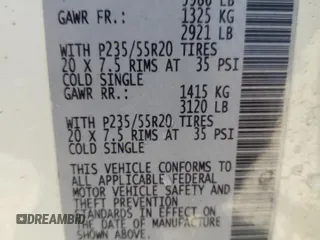 GAWR FR.: 1325 KG
2921 LB
WITH P235/55R20 TIRES
20 X 7.5 RIMS AT 35 PSI
COLD SINGLE
GAWR RR.: 1415 KG
3120 LB
WITH P235/55R20 TIRES
20 X 7.5 RIMS AT 35 PSI
COLD SINGLE
THIS VEHICLE CONFORMS TO
ALL APPLICABLE FEDERAL
MOTOR VEHICLE SAFETY AND
THEFT PREVENTION
STANDARDS IN EFFECT ON
THE DATE OF MANUFACTURE
SHOWN ABOVE.
DREAMBID